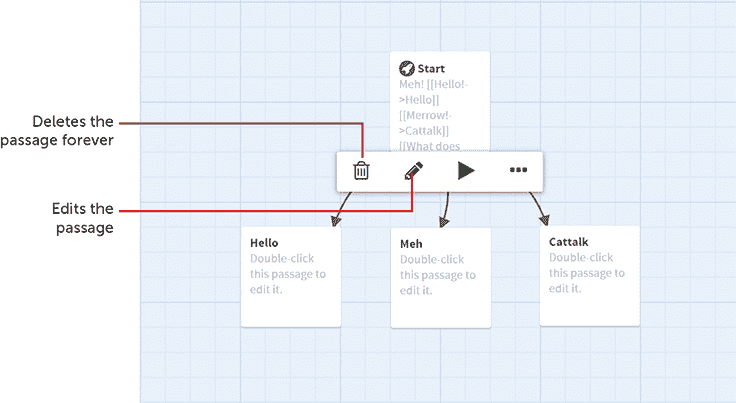 Start
Meh! [[Hello!-
>Hello]]
[[Merrow!-
>Cattalk]]
[[What does
Deletes the
passage forever
Edits the
passage
Hello
Double-click
this passage to
edit it.
Meh
Double-click
this passage to
edit it.
Cattalk
Double-click
this passage to
edit it.